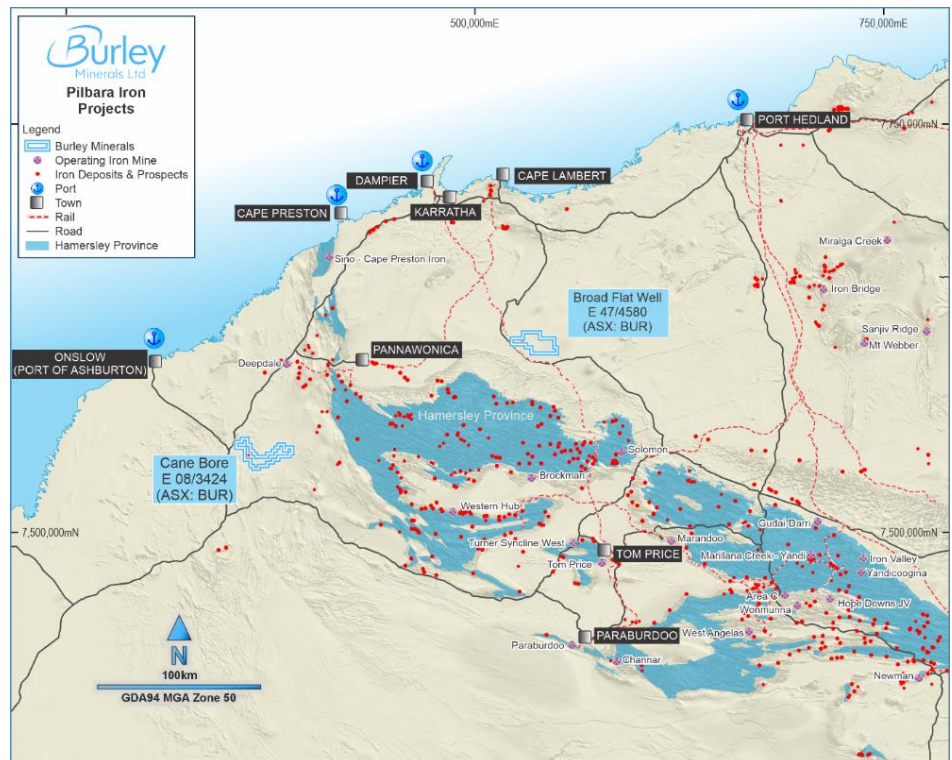 500,000mE
750,000mE
Burley
Minerals Ltd
Pilbara Iron
Projects
Legend
Burley Minerals
Operating Iron Mine
Iron Deposits & Prospects
Port
Town
Rail
Road
Hamersley Province
PORT HEDLAND
7,750,000mN
CAPE LAMBERT
DAMPIER
KARRATHA
CAPE PRESTON
Miralga Creek
Sino - Cape Preston Iron
Iron Bridge
Broad Flat Well
E 47/4580
(ASX: BUR)
Sanjiv Ridge
Mt Webber
ONSLOW
(PORT OF ASHBURTON)
PANNAWONICA
Deepdale
Hamersley Province
Solomon
Cane Bore
E 08/3424
(ASX: BUR)
Brockman
Western Hub
Gudai-Darri
7,500,000mN
7,500,000mN
Turner Syncline West
Marandoo
TOM PRICE
Marillana Creek - Yandi
Iron Valley
Tom Price
Yandicoogina
Area C
Hope Downs JV
Wonmunna
West Angelas
PARABURDOO
Paraburdoo
Channar
Newman
N
100km
GDA94 MGA Zone 50